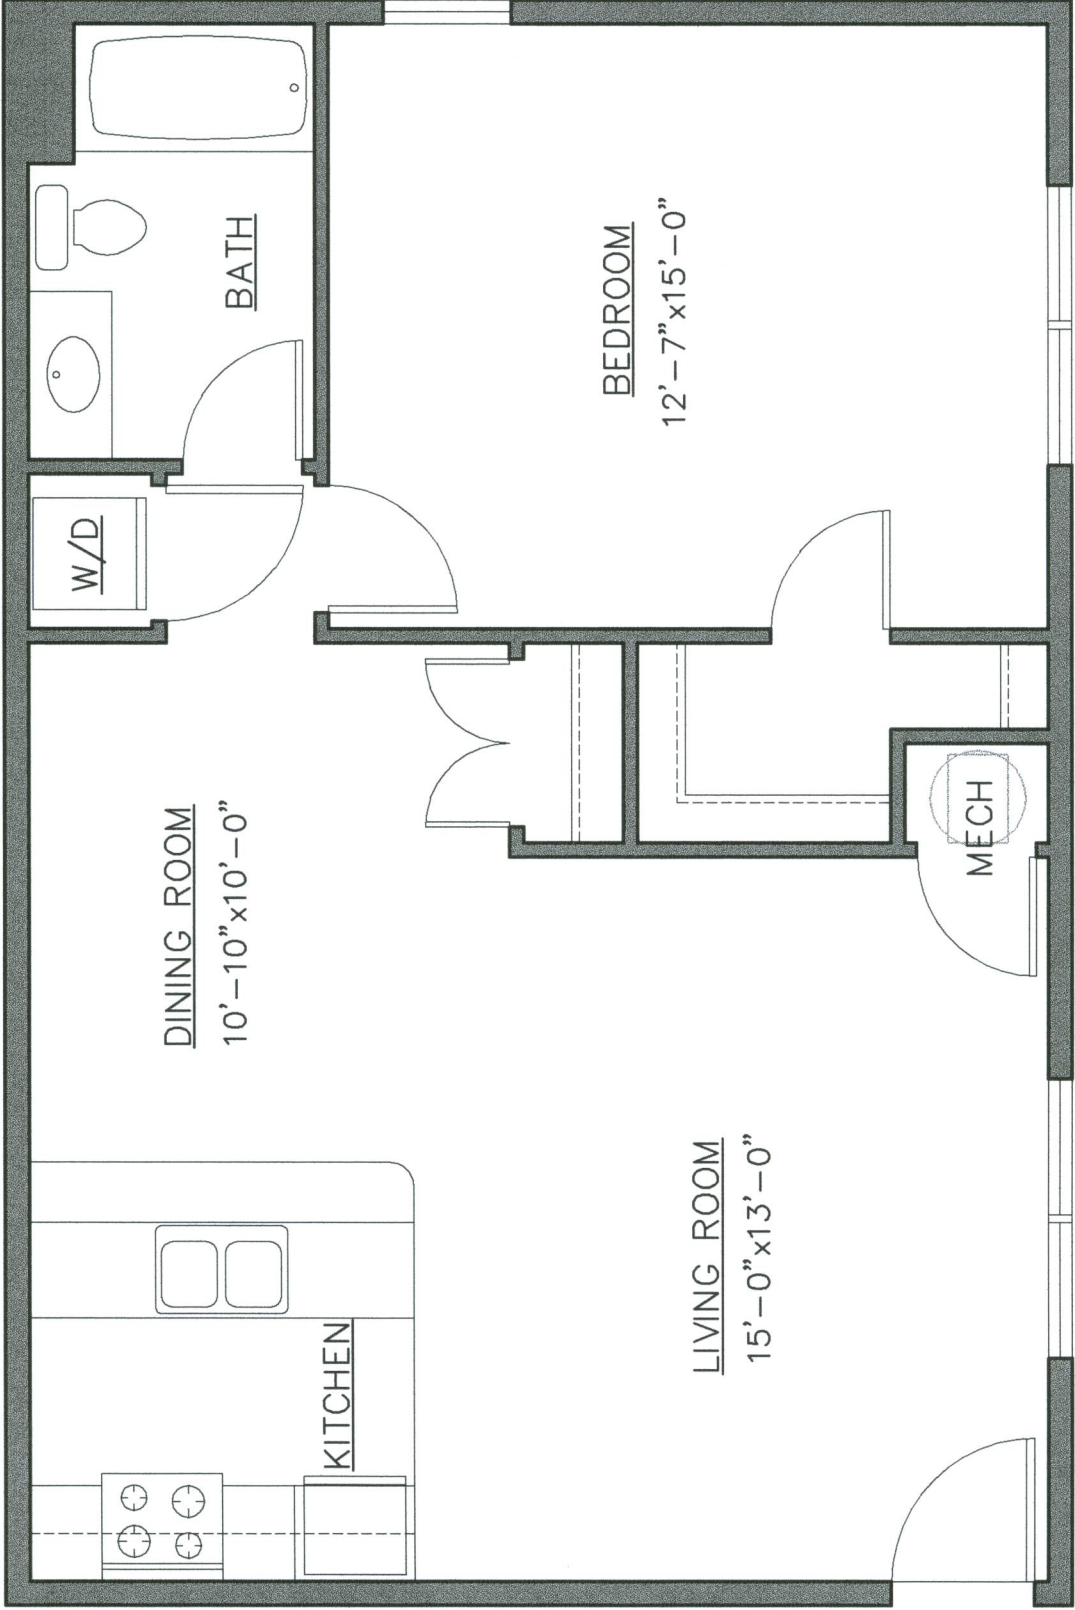 BATH
BEDROOM
12'-7"x15'-0"
W/D
DINING ROOM
10'-10"x10'-0"
MECH
KITCHEN
LIVING ROOM
15'-0"x13'-0"